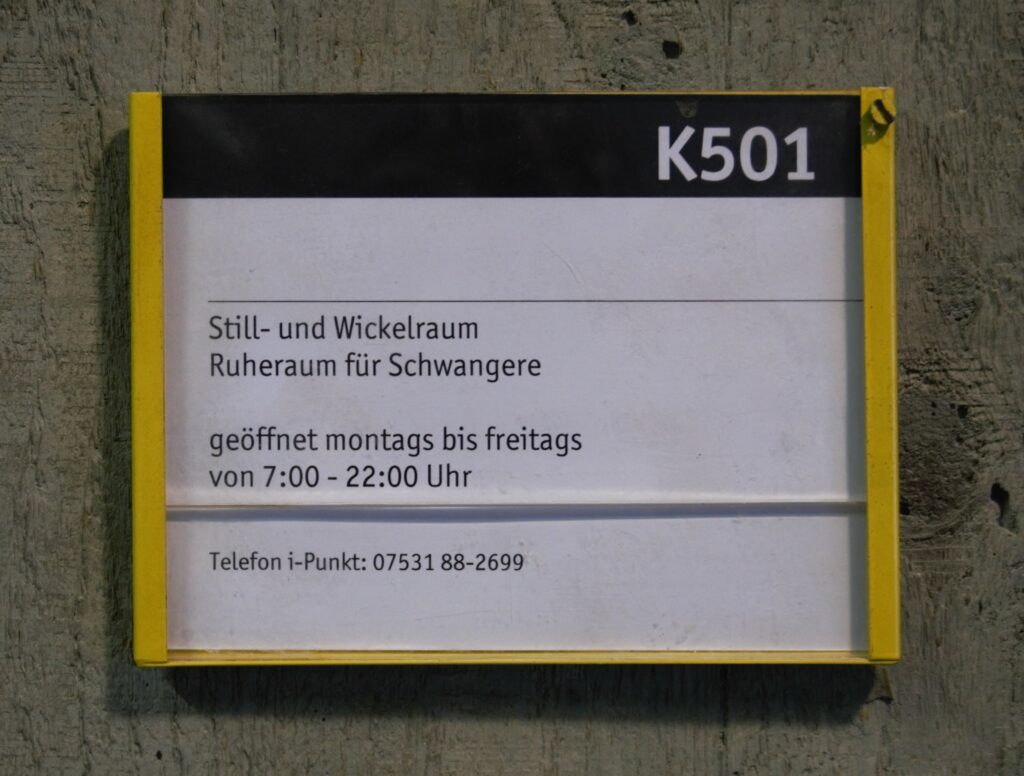 K501
Still- und Wickelraum
Ruheraum für Schwangere
geöffnet montags bis freitags
von 7:00 - 22:00 Uhr
Telefon i-Punkt: 07531 88-2699